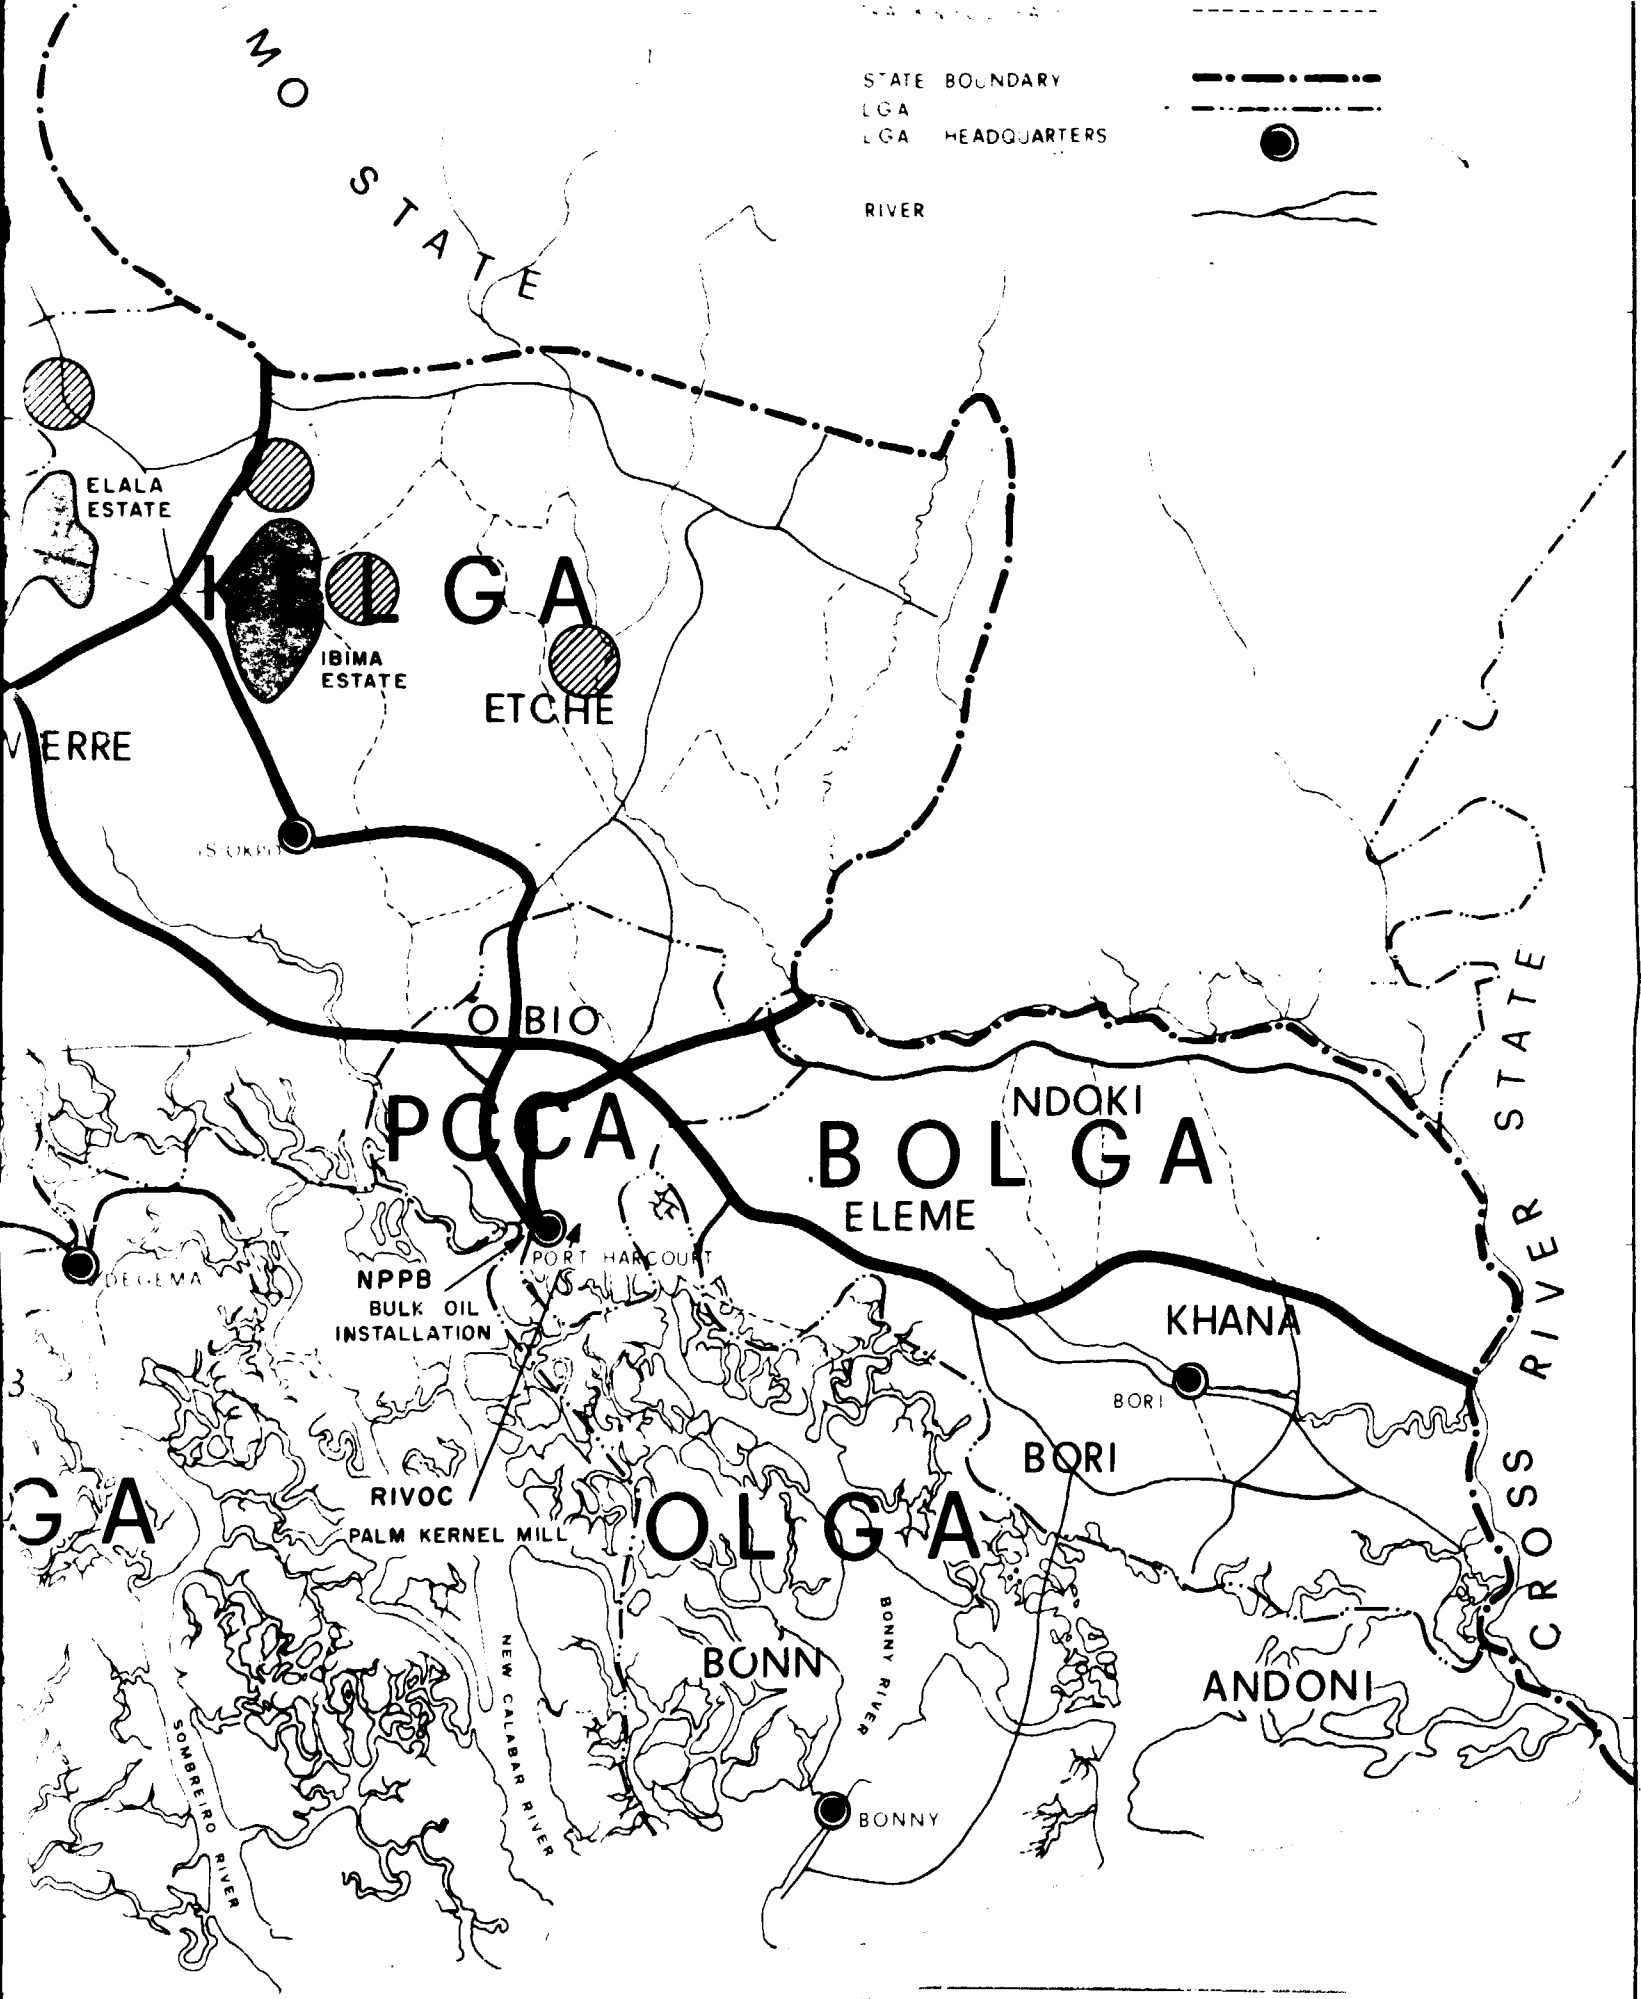 STATE BOUNDARY
LGA
LGA HEADQUARTERS
RIVER
MO STATE
ELALA
ESTATE
KELGA
IBIMA
ESTATE
ETCHE
ERRE
OBIO
PCCA
NDOKI
BOLGA
ELEME
PORT HARCOURT
DEGEMA
NPPB
BULK OIL
INSTALLATION
KHANA
BORI
BORI
RIVOC
PALM KERNEL MILL
GA
OLGA
BONN
BONNY RIVER
ANDONI
NEW CALABAR RIVER
SOMBREIRO RIVER
BONNY
CROSS RIVER STATE